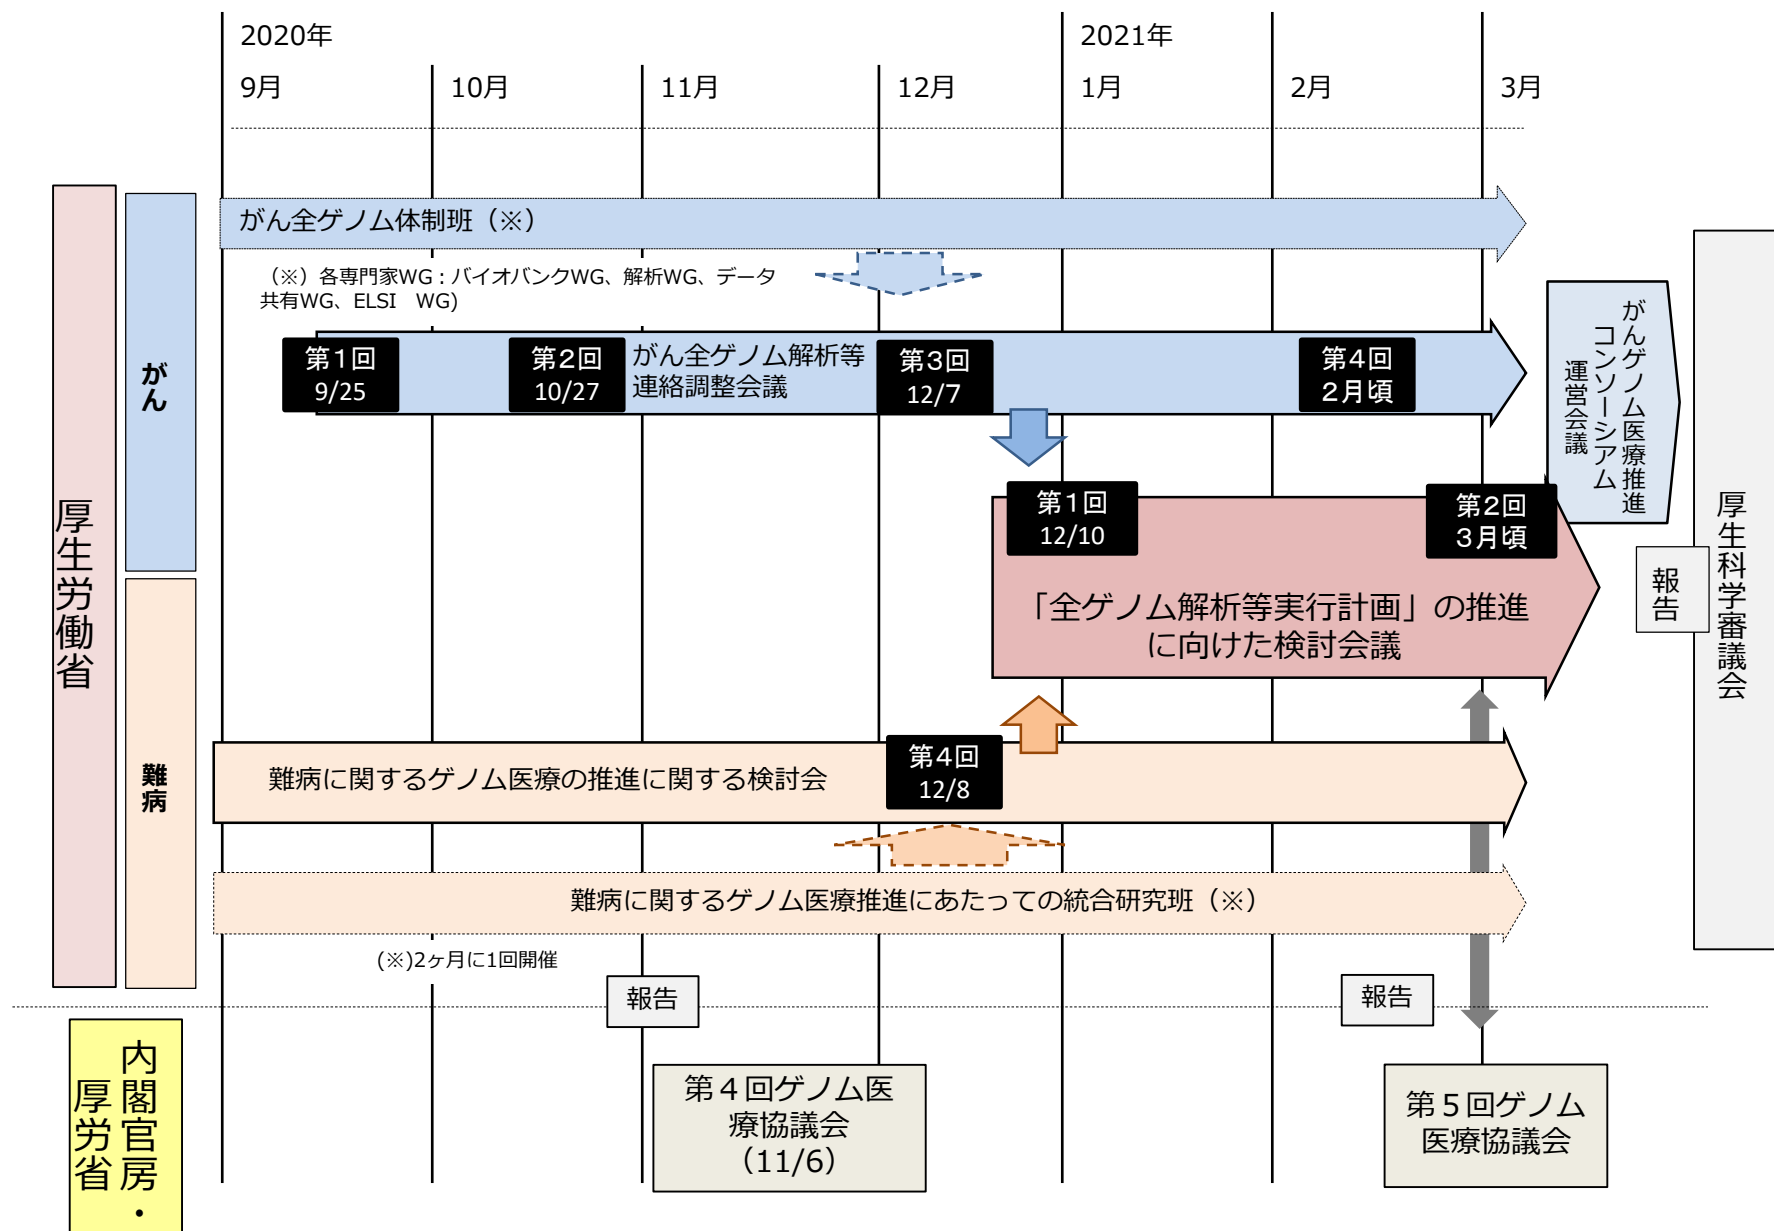 2020年
2021年
9月
10月
11月
12月
1月
2月
3月
厚生労働省
がん
がん全ゲノム体制班（※）
（※）各専門家WG：バイオバンクWG、解析WG、データ
共有WG、ELSI　WG)
第１回
9/25
第２回
10/27
がん全ゲノム解析等
連絡調整会議
第３回
12/７
第４回
２月頃
がんゲノム医療推進
コンソーシアム
運営会議
第１回
12/10
第２回
３月頃
「全ゲノム解析等実行計画」の推進
に向けた検討会議
報告
厚生科学審議会
難病
難病に関するゲノム医療の推進に関する検討会
第４回
12/8
難病に関するゲノム医療推進にあたっての統合研究班（※）
(※)2ヶ月に1回開催
報告
報告
内閣官房・
厚労省
第４回ゲノム医
療協議会
（11/6）
第５回ゲノム
医療協議会